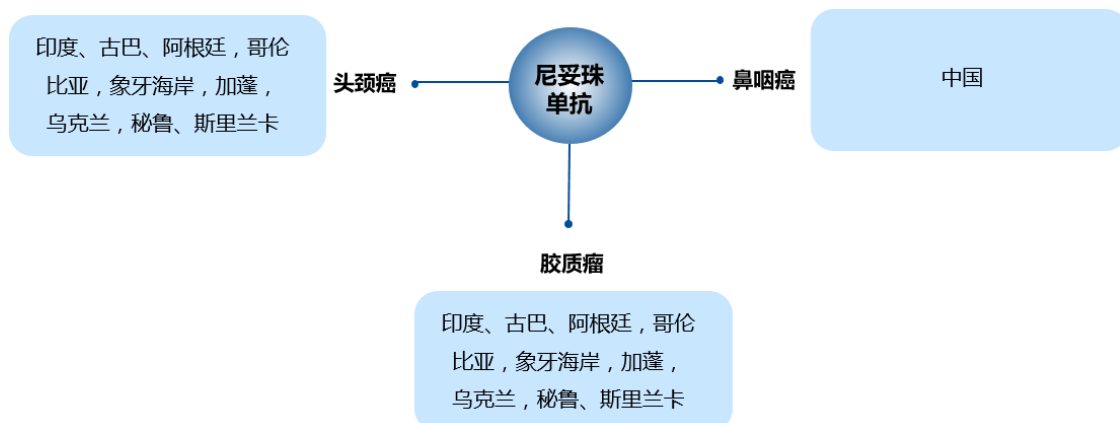 印度、古巴、阿根廷，哥伦
比亚，象牙海岸，加蓬，
乌克兰，秘鲁、斯里兰卡
头颈癌
尼妥珠
单抗
鼻咽癌
中国
胶质瘤
印度、古巴、阿根廷，哥伦
比亚，象牙海岸，加蓬，
乌克兰，秘鲁、斯里兰卡